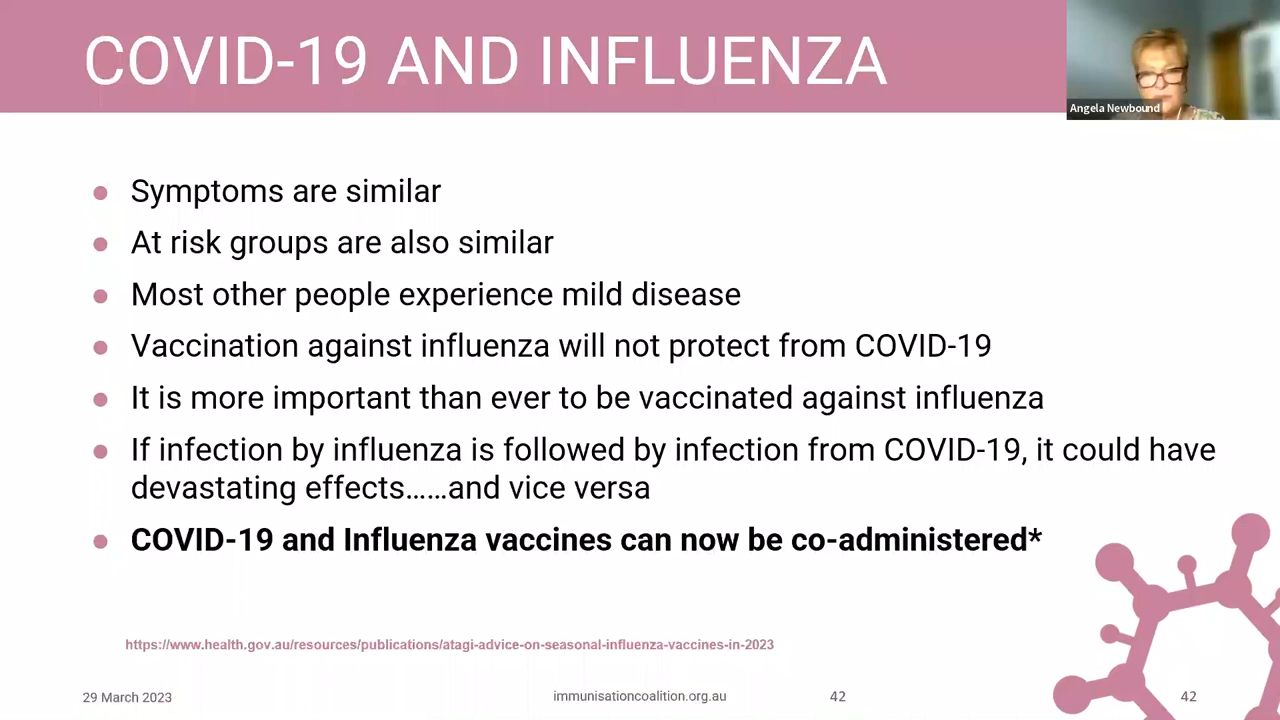 COVID-19 AND INFLUENZA
Angela Newbound
Symptoms are similar
At risk groups are also similar
Most other people experience mild disease
Vaccination against influenza will not protect from COVID-19
It is more important than ever to be vaccinated against influenza
If infection by influenza is followed by infection from COVID-19, it could have
devastating effects......and vice versa
COVID-19 and Influenza vaccines can now be co-administered*
https://www.health.gov.au/resources/publications/atagi-advice-on-seasonal-influenza-vaccines-in-2023
29 March 2023
immunisationcoalition.org.au
42
42